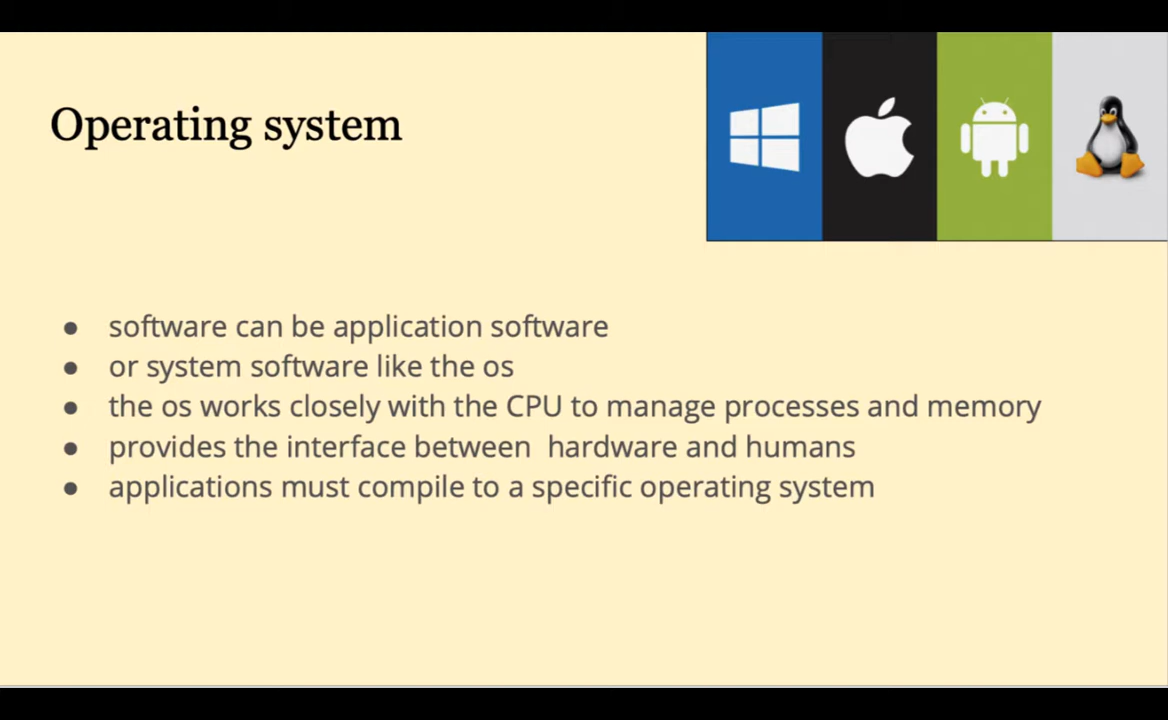 Operating system
● software can be application software
● or system software like the os
● the os works closely with the CPU to manage processes and memory
● provides the interface between  hardware and humans
● applications must compile to a specific operating system